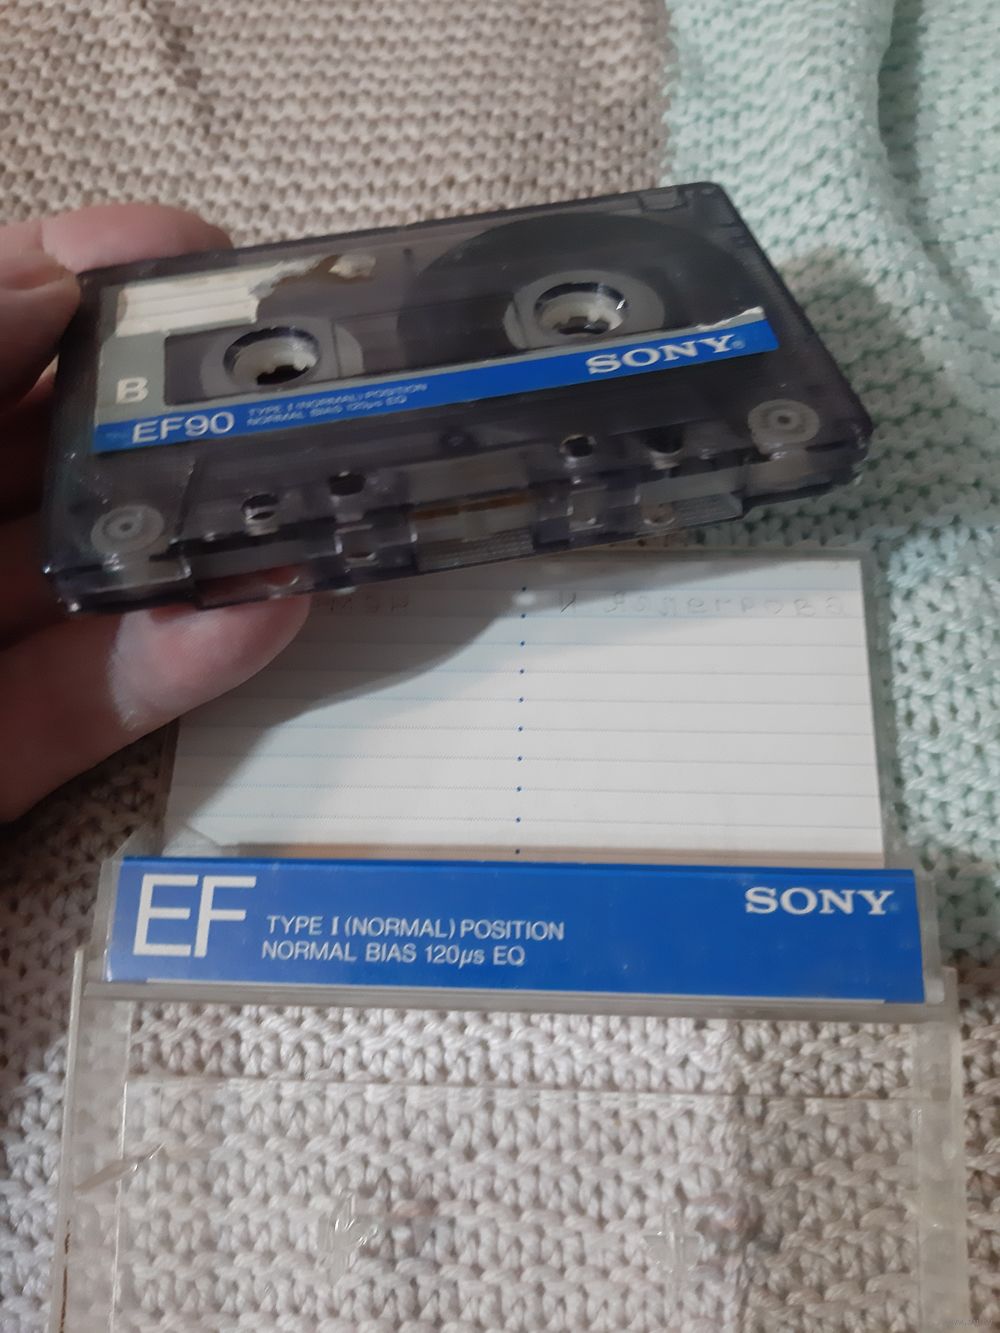 B
SONY
EF90 TYPE I (NORMAL) POSITION
NORMAL BIAS 120µs EQ
EF
TYPE I (NORMAL) POSITION
NORMAL BIAS 120µs EQ
SONY